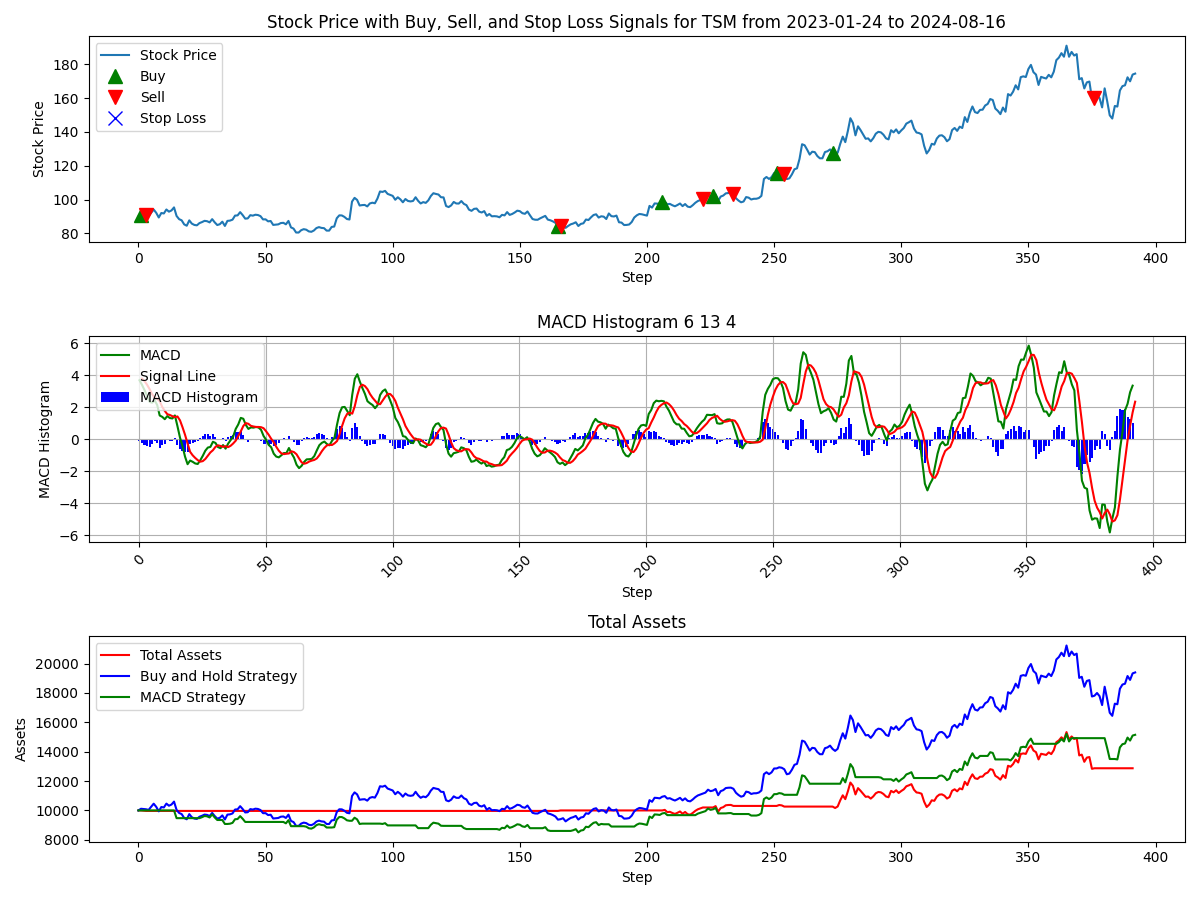 Stock Price with Buy, Sell, and Stop Loss Signals for TSM from 2023-01-24 to 2024-08-16
Stock Price
Buy
Sell
Stop Loss
180
160
140
120
100
80
Stock Price
0 50 100 150 200 250 300 350 400
Step
MACD Histogram 6 13 4
MACD
Signal Line
MACD Histogram
6
4
2
0
−2
−4
−6
MACD Histogram
0 50 100 150 200 250 300 350 400
Step
Total Assets
Total Assets
Buy and Hold Strategy
MACD Strategy
20000
18000
16000
14000
12000
10000
8000
Assets
0 50 100 150 200 250 300 350 400
Step